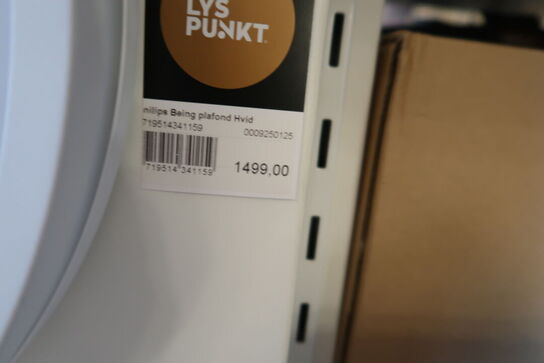 LYS
PUNKT
hilips Being plafond Hvid
719514341159 0009250125
719514 341159
1499,00